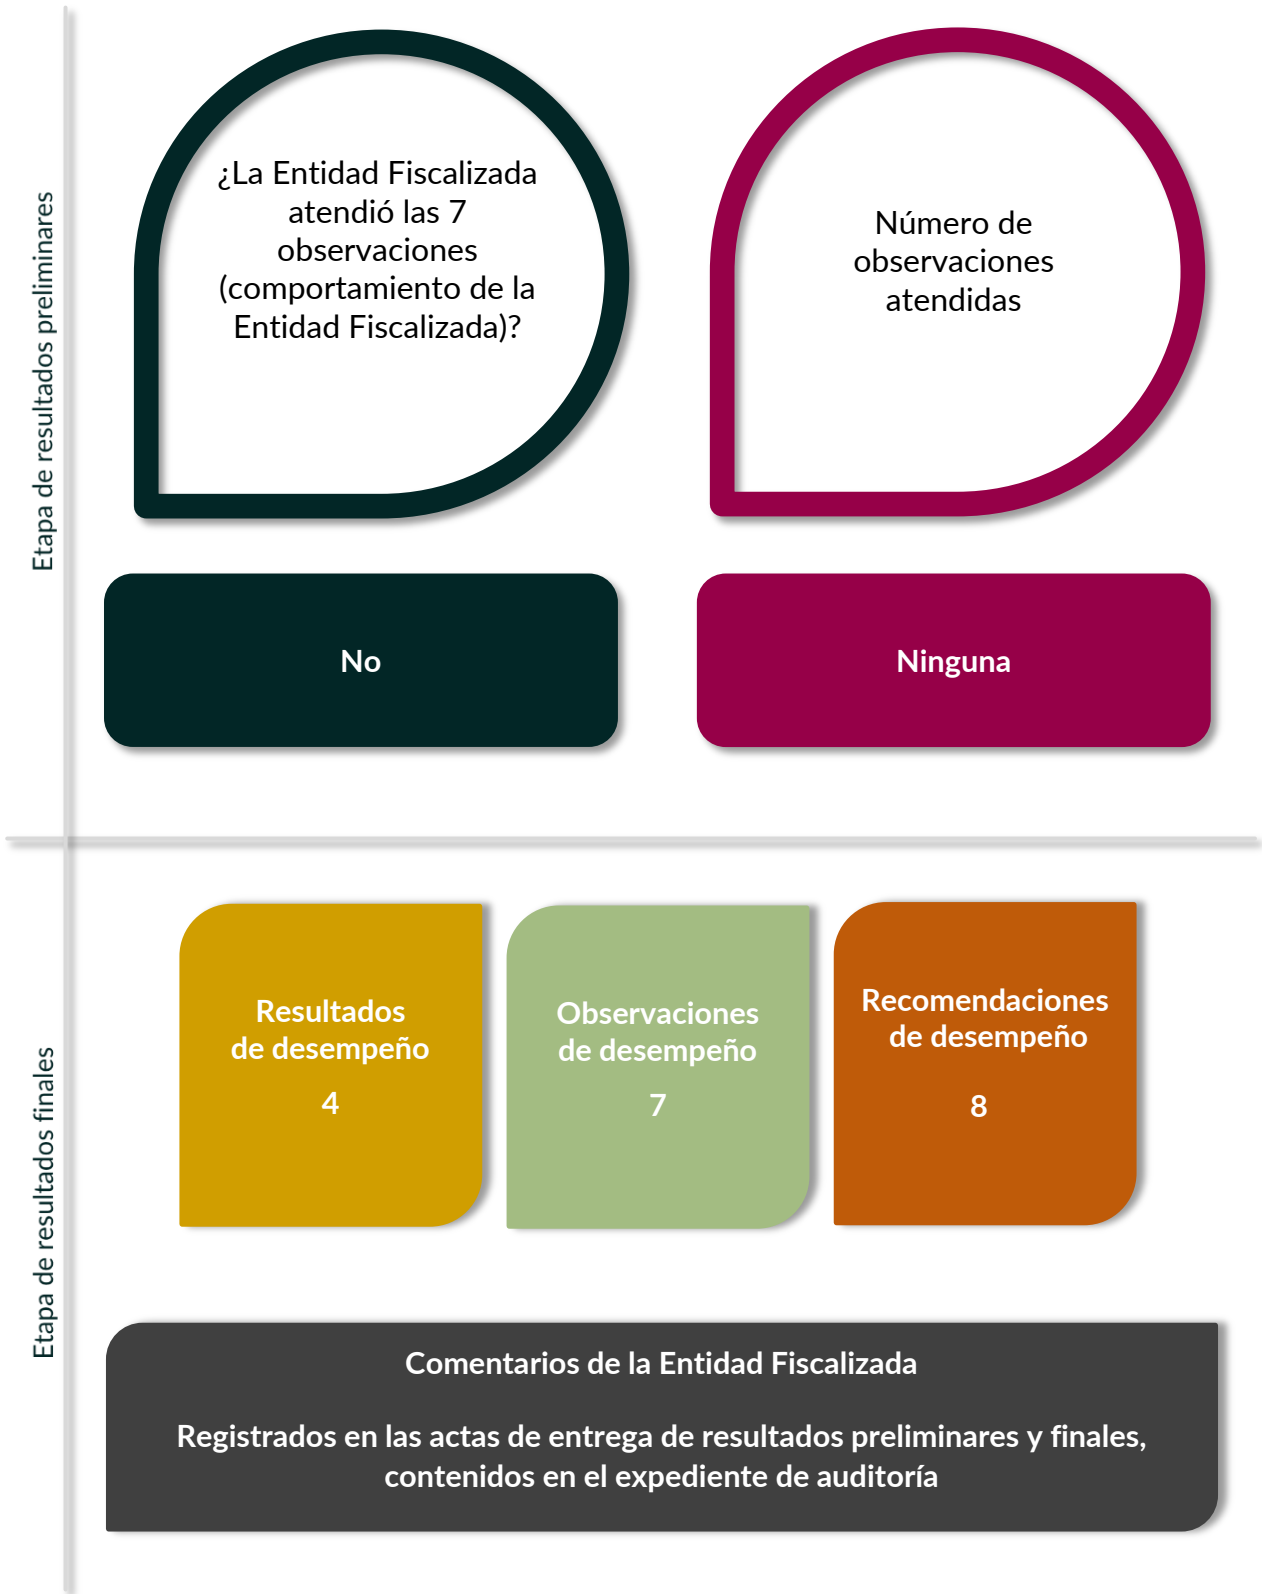 Etapa de resultados preliminares
¿La Entidad Fiscalizada
atendió las 7
observaciones
(comportamiento de la
Entidad Fiscalizada)?
Número de
observaciones
atendidas
No
Ninguna
Etapa de resultados finales
Resultados
de desempeño
4
Observaciones
de desempeño
7
Recomendaciones
de desempeño
8
Comentarios de la Entidad Fiscalizada
Registrados en las actas de entrega de resultados preliminares y finales,
contenidos en el expediente de auditoría